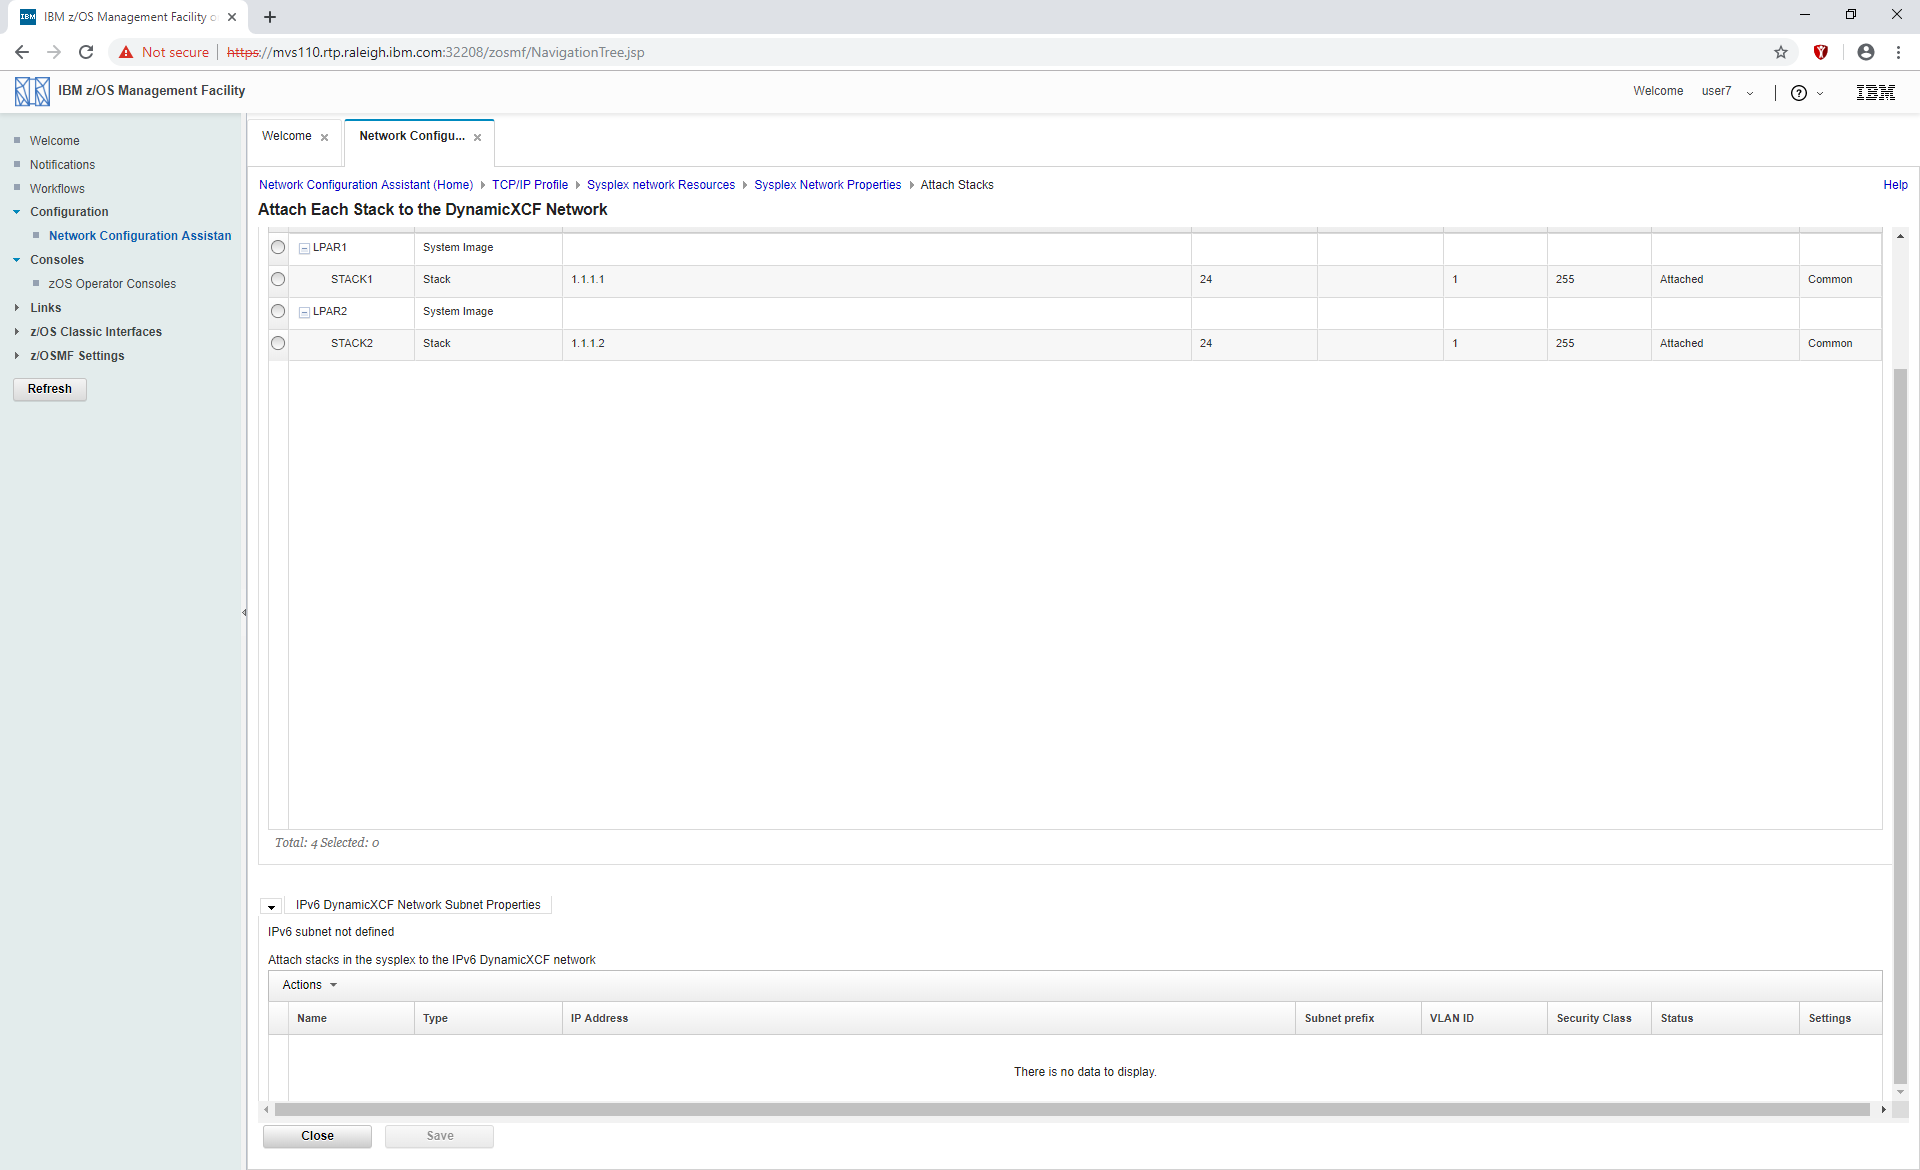 IBM z/OS Management Facility o
Not secure https://mvs110.rtp.raleigh.ibm.com:32208/zosmf/NavigationTree.jsp
IBM z/OS Management Facility
Welcome user7
IBM
Welcome
Notifications
Workflows
Configuration
Network Configuration Assistan
Consoles
zOS Operator Consoles
Links
z/OS Classic Interfaces
z/OSMF Settings
Refresh
Welcome
Network Configu...
Network Configuration Assistant (Home) TCP/IP Profile Sysplex network Resources Sysplex Network Properties Attach Stacks
Help
Attach Each Stack to the DynamicXCF Network
LPAR1 System Image
STACK1 Stack 1.1.1.1 24 1 255 Attached Common
LPAR2 System Image
STACK2 Stack 1.1.1.2 24 1 255 Attached Common
Total: 4 Selected: 0
IPv6 DynamicXCF Network Subnet Properties
IPv6 subnet not defined
Attach stacks in the sysplex to the IPv6 DynamicXCF network
Actions
Name Type IP Address Subnet prefix VLAN ID Security Class Status Settings
There is no data to display.
Close Save